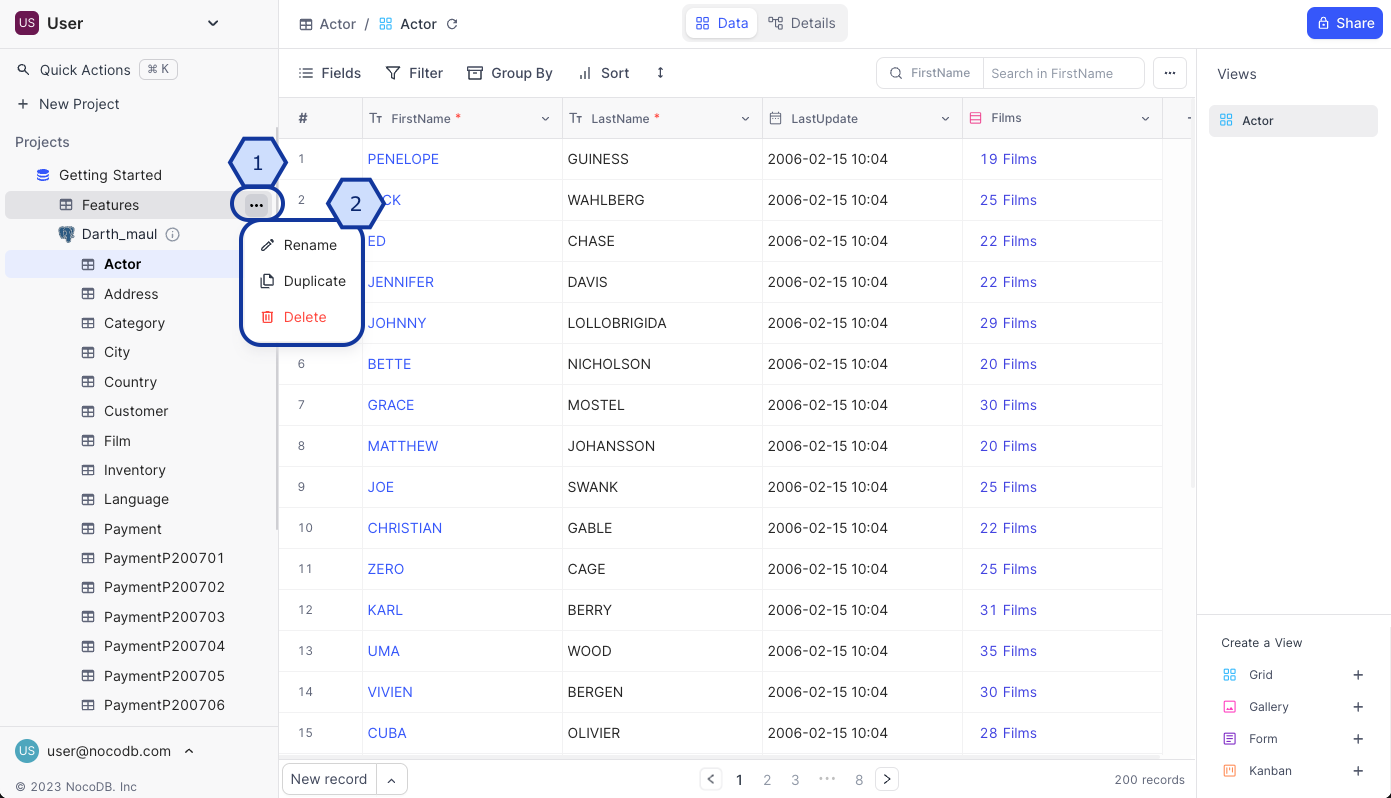 US User
Quick Actions ⌘ K
New Project
Projects
Getting Started
Features
Darth_maul
Actor
Address
Category
City
Country
Customer
Film
Inventory
Language
Payment
PaymentP200701
PaymentP200702
PaymentP200703
PaymentP200704
PaymentP200705
PaymentP200706
US user@nocodb.com
© 2023 NocoDB. Inc
1
2
Rename
Duplicate
Delete
Actor / Actor
Data Details
Share
Fields Filter Group By Sort
FirstName Search in FirstName
# FirstName * LastName * LastUpdate Films
1 PENELOPE GUINESS 2006-02-15 10:04 19 Films
2 CK WAHLBERG 2006-02-15 10:04 25 Films
ED CHASE 2006-02-15 10:04 22 Films
JENNIFER DAVIS 2006-02-15 10:04 22 Films
JOHNNY LOLLOBRIGIDA 2006-02-15 10:04 29 Films
6 BETTE NICHOLSON 2006-02-15 10:04 20 Films
7 GRACE MOSTEL 2006-02-15 10:04 30 Films
8 MATTHEW JOHANSSON 2006-02-15 10:04 20 Films
9 JOE SWANK 2006-02-15 10:04 25 Films
10 CHRISTIAN GABLE 2006-02-15 10:04 22 Films
11 ZERO CAGE 2006-02-15 10:04 25 Films
12 KARL BERRY 2006-02-15 10:04 31 Films
13 UMA WOOD 2006-02-15 10:04 35 Films
14 VIVIEN BERGEN 2006-02-15 10:04 30 Films
15 CUBA OLIVIER 2006-02-15 10:04 28 Films
New record
1 2 3 ••• 8
200 records
Views
Actor
Create a View
Grid
Gallery
Form
Kanban